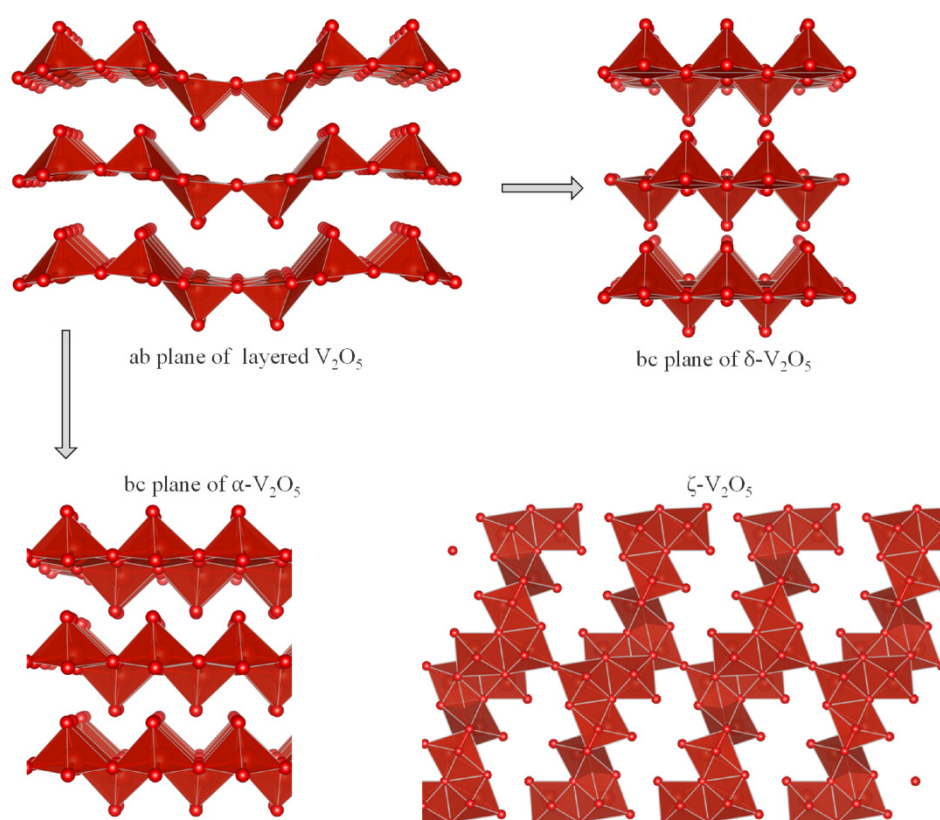 ab plane of layered V₂O₅
bc plane of δ-V₂O₅
bc plane of α-V₂O₅
ζ-V₂O₅